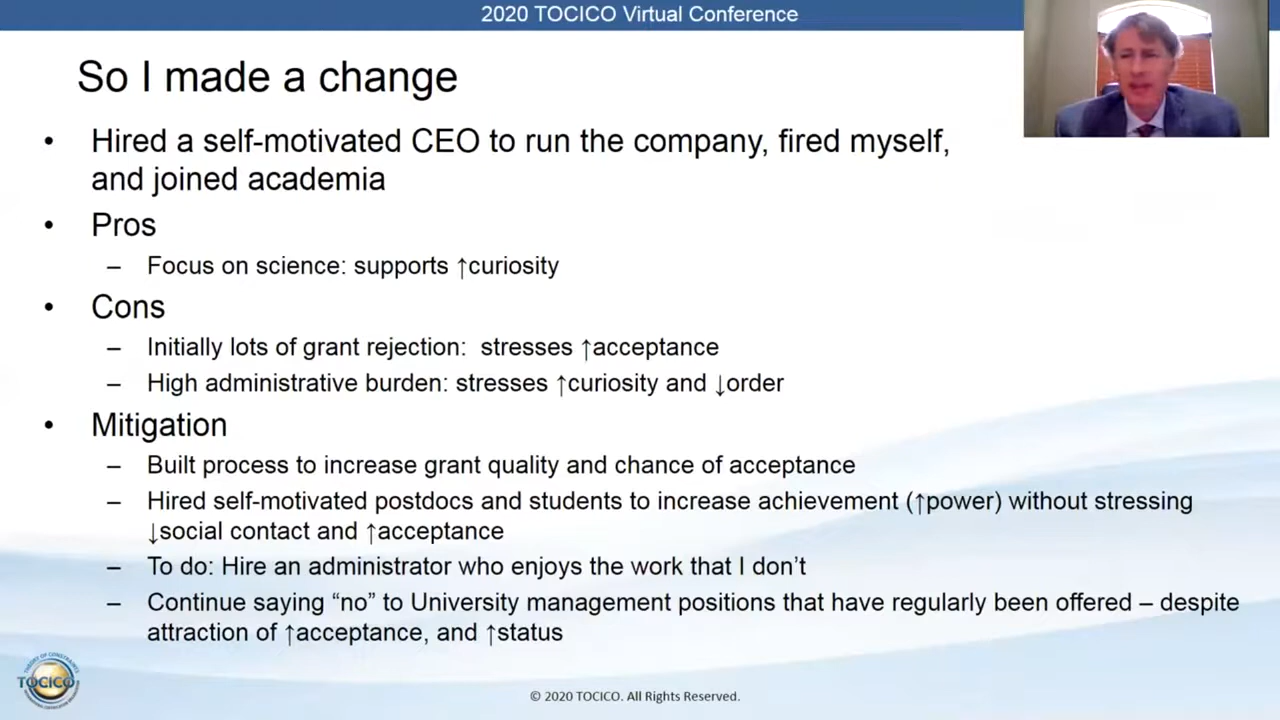 2020 TOCICO Virtual Conference
So I made a change
• Hired a self-motivated CEO to run the company, fired myself,
and joined academia
• Pros
– Focus on science: supports ↑curiosity
• Cons
– Initially lots of grant rejection: stresses ↑acceptance
– High administrative burden: stresses ↑curiosity and ↓order
• Mitigation
– Built process to increase grant quality and chance of acceptance
– Hired self-motivated postdocs and students to increase achievement (↑power) without stressing
↓social contact and ↑acceptance
– To do: Hire an administrator who enjoys the work that I don’t
– Continue saying “no” to University management positions that have regularly been offered – despite
attraction of ↑acceptance, and ↑status
THEORY OF CONSTRAINTS
TOCICO
© 2020 TOCICO. All Rights Reserved.